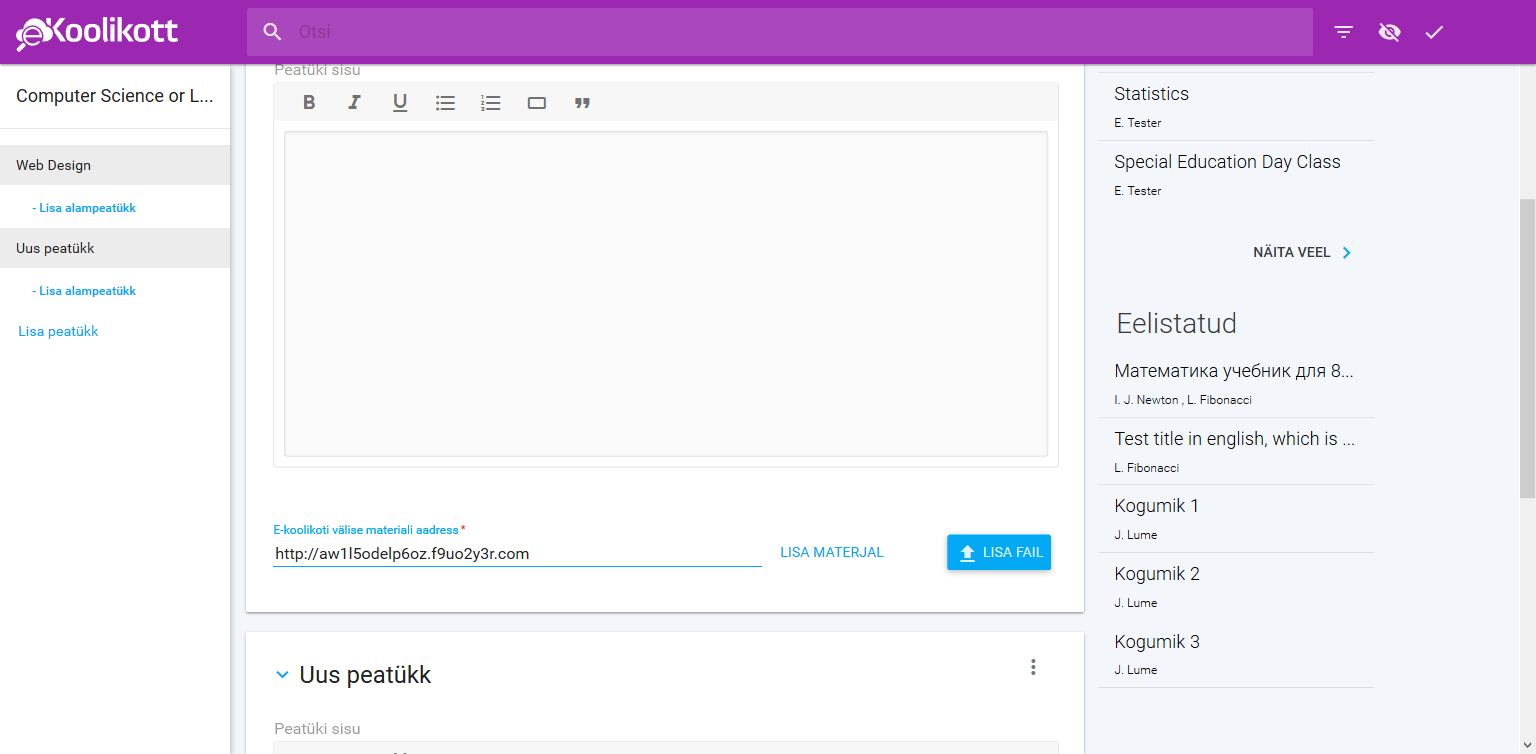 eKoolikott
Otsi
Computer Science or L...
Web Design
- Lisa alampeatükk
Uus peatükk
- Lisa alampeatükk
Lisa peatükk
Peatüki sisu
B I U
E-koolikoti välise materiali aadress *
http://aw1l5odelp6oz.f9uo2y3r.com
LISA MATERJAL
LISA FAIL
Uus peatükk
Peatüki sisu
Statistics
E. Tester
Special Education Day Class
E. Tester
NÄITA VEEL
Eelistatud
Математика учебник для 8...
I. J. Newton , L. Fibonacci
Test title in english, which is ...
L. Fibonacci
Kogumik 1
J. Lume
Kogumik 2
J. Lume
Kogumik 3
J. Lume